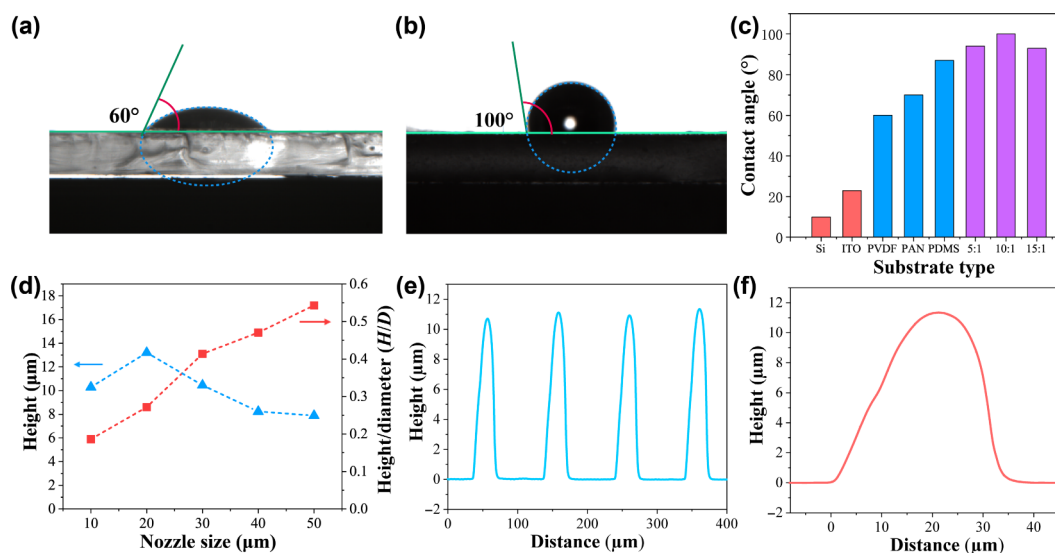 (a)
60°
(b)
100°
(c)
Contact angle (°)
100
80
60
40
20
0
Si ITO PVDF PAN PDMS 5:1 10:1 15:1
Substrate type
(d)
Height (μm)
18
16
14
12
10
8
6
4
2
0
10 20 30 40 50
Nozzle size (μm)
0.6
0.5
0.4
0.3
0.2
0.1
0.0
Height/diameter (H/D)
(e)
Height (μm)
12
10
8
6
4
2
0
−2
0 100 200 300 400
Distance (μm)
(f)
Height (μm)
12
10
8
6
4
2
0
−2
0 10 20 30 40
Distance (μm)